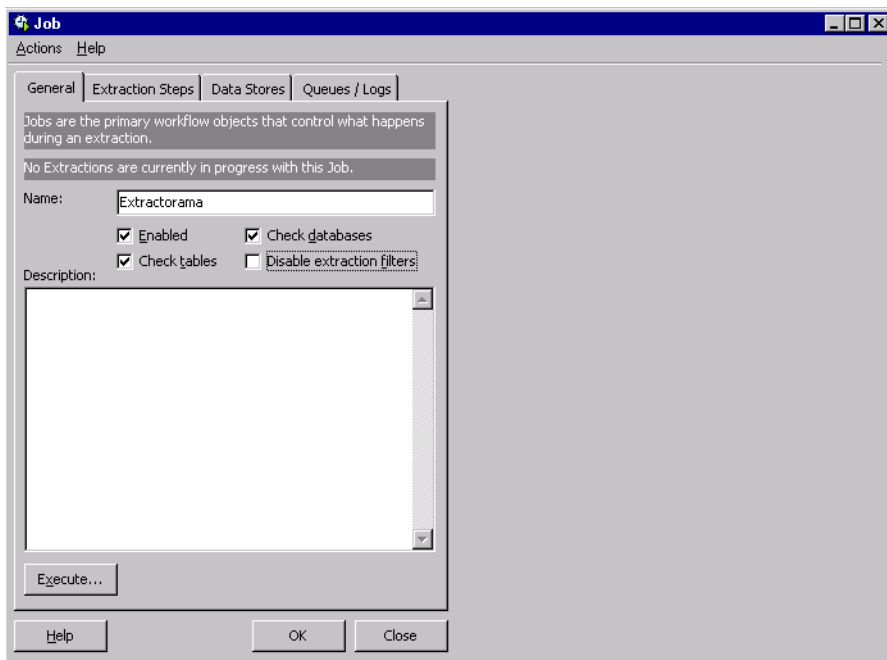 Job
Actions Help
General Extraction Steps Data Stores Queues / Logs
Jobs are the primary workflow objects that control what happens
during an extraction.
No Extractions are currently in progress with this Job.
Name: Extractorama
Enabled Check databases
Check tables Disable extraction filters
Description:
Execute...
Help OK Close